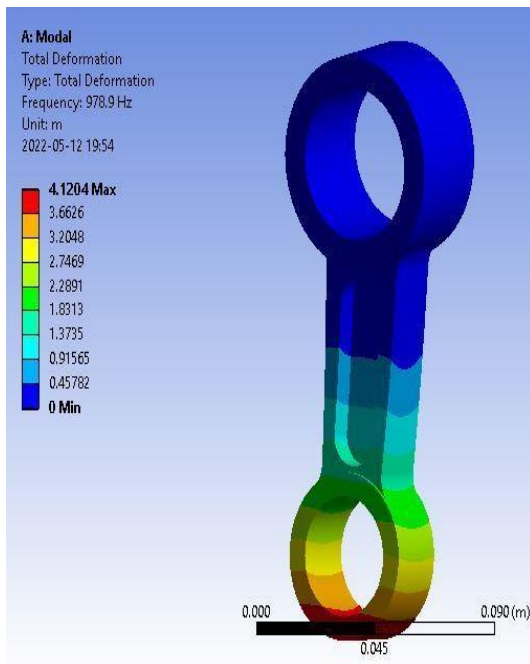 A: Modal
Total Deformation
Type: Total Deformation
Frequency: 978.9 Hz
Unit: m
2022-05-12 19:54
4.1204 Max
3.6626
3.2048
2.7469
2.2891
1.8313
1.3735
0.91565
0.45782
0 Min
0.000
0.090 (m)
0.045